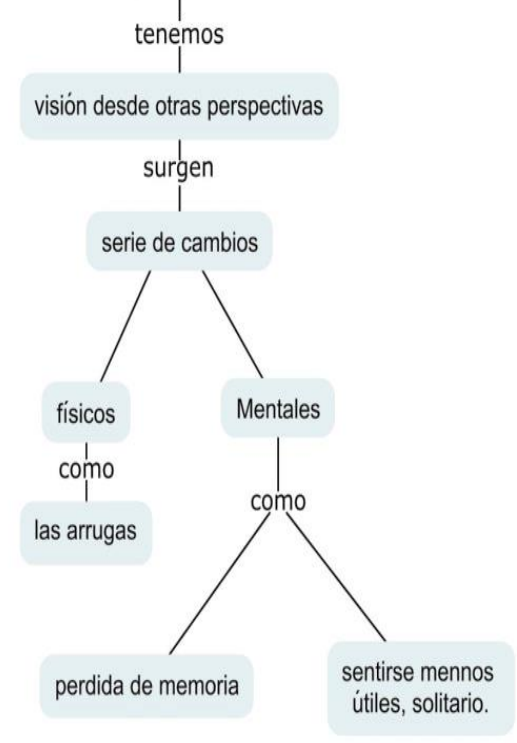 tenemos
visión desde otras perspectivas
surgen
serie de cambios
físicos
Mentales
como
las arrugas
como
perdida de memoria
sentirse mennos
útiles, solitario.